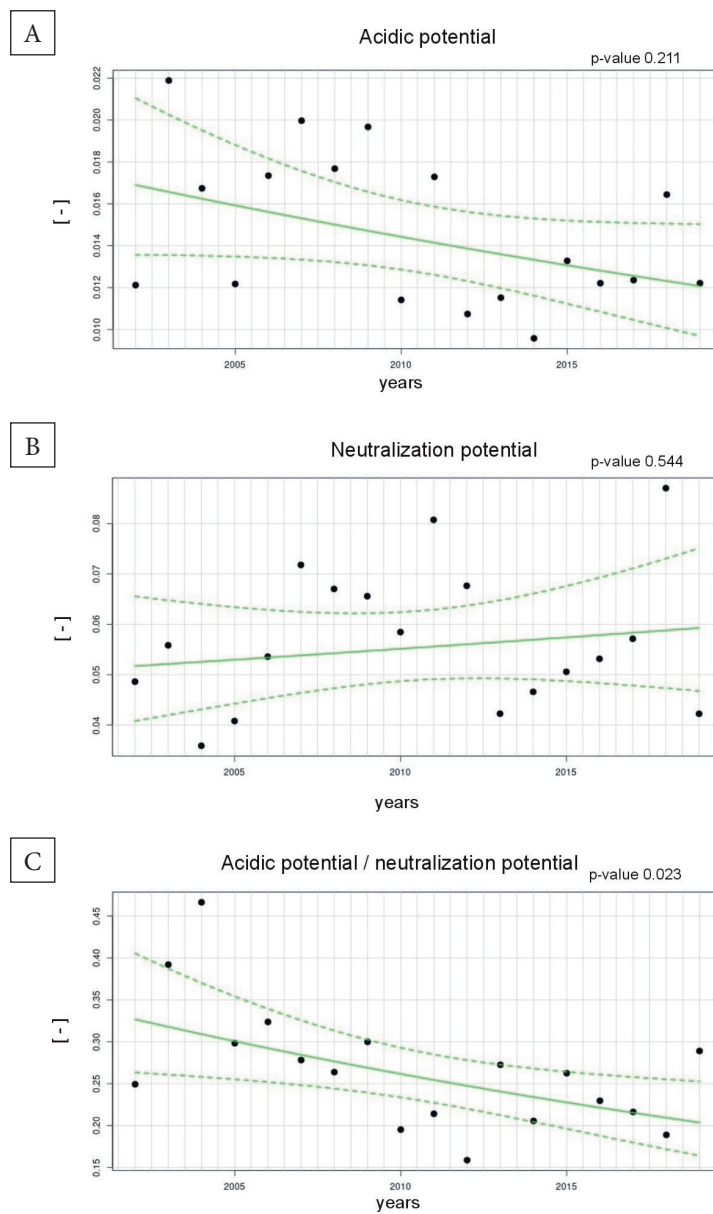 A
Acidic potential
p-value 0.211
0.022
0.020
0.018
0.016
0.014
0.012
0.010
[ - ]
2005 2010 2015
years
B
Neutralization potential
p-value 0.544
0.08
0.07
0.06
0.05
0.04
[ - ]
2005 2010 2015
years
C
Acidic potential / neutralization potential
p-value 0.023
0.45
0.40
0.35
0.30
0.25
0.20
0.15
[ - ]
2005 2010 2015
years